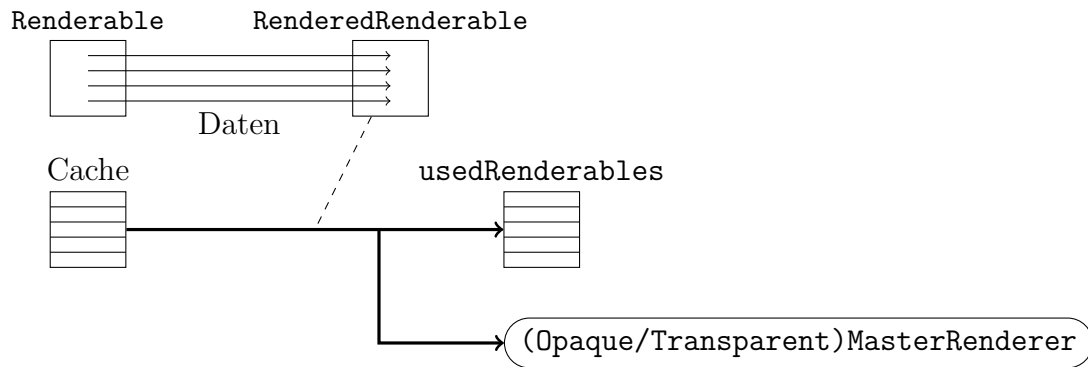 Renderable
RenderedRenderable
Daten
Cache
usedRenderables
(Opaque/Transparent)MasterRenderer